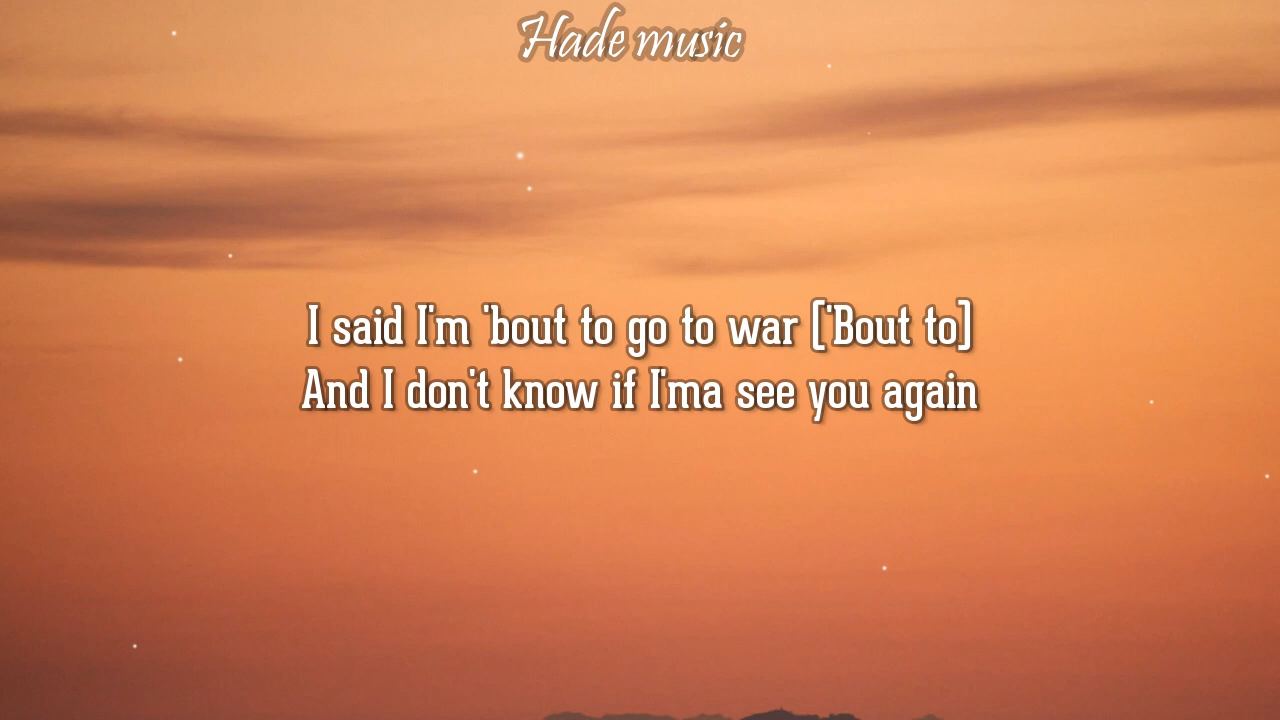 Hade music
I said I'm 'bout to go to war ('Bout to)
And I don't know if I'ma see you again